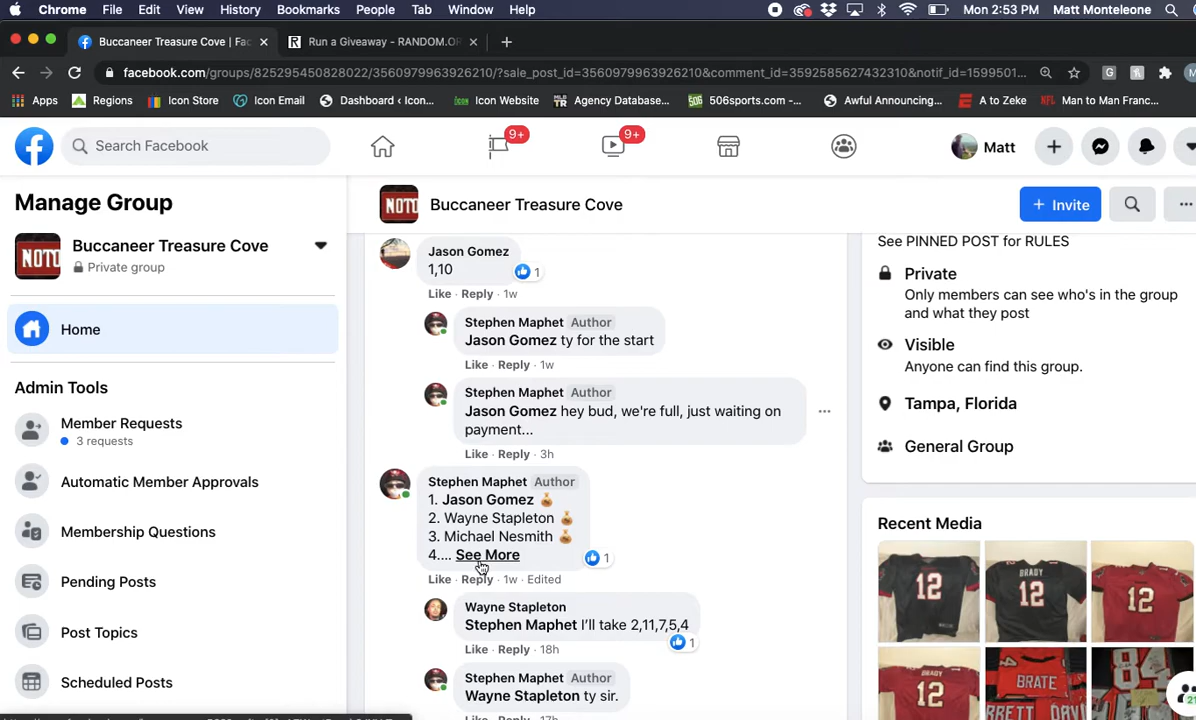 Chrome File Edit View History Bookmarks People Tab Window Help Mon 2:53 PM Matt Monteleone
Buccaneer Treasure Cove | Fac × Run a Giveaway - RANDOM.OR × +
facebook.com/groups/825295450828022/3560979963926210/?sale_post_id=3560979963926210&comment_id=3592585627432310&notif_id=1599501...
Apps Regions Icon Store Icon Email Dashboard ‹ Icon... Icon Website Agency Database... 506sports.com -... Awful Announcing... A to Zeke Man to Man Franc...
Search Facebook 9+ 9+ Matt
Manage Group
Buccaneer Treasure Cove
Private group
Home
Admin Tools
Member Requests
3 requests
Automatic Member Approvals
Membership Questions
Pending Posts
Post Topics
Scheduled Posts
NOTO
Buccaneer Treasure Cove
+ Invite
Jason Gomez
1,10
1
Like · Reply · 1w
Stephen Maphet Author
Jason Gomez ty for the start
Like · Reply · 1w
Stephen Maphet Author
Jason Gomez hey bud, we're full, just waiting on
payment...
Like · Reply · 3h
Stephen Maphet Author
1. Jason Gomez 💰
2. Wayne Stapleton 💰
3. Michael Nesmith 💰
4.... See More
1
Like · Reply · 1w · Edited
Wayne Stapleton
Stephen Maphet I'll take 2,11,7,5,4
1
Like · Reply · 18h
Stephen Maphet Author
Wayne Stapleton ty sir.
Like · Reply · 17h
See PINNED POST for RULES
Private
Only members can see who's in the group
and what they post
Visible
Anyone can find this group.
Tampa, Florida
General Group
Recent Media
12
BRADY
12
12
BRADY
12
BRATE
84